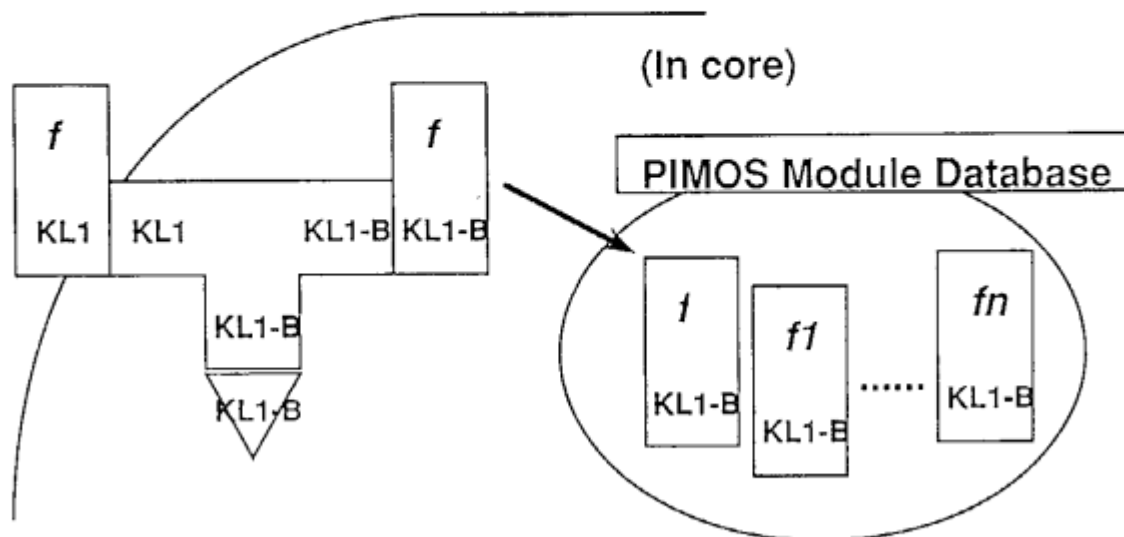 (In core)
f
f
PIMOS Module Database
KL1
KL1
KL1-B
KL1-B
KL1-B
KL1-B
f
f1
fn
......
KL1-B
KL1-B
KL1-B